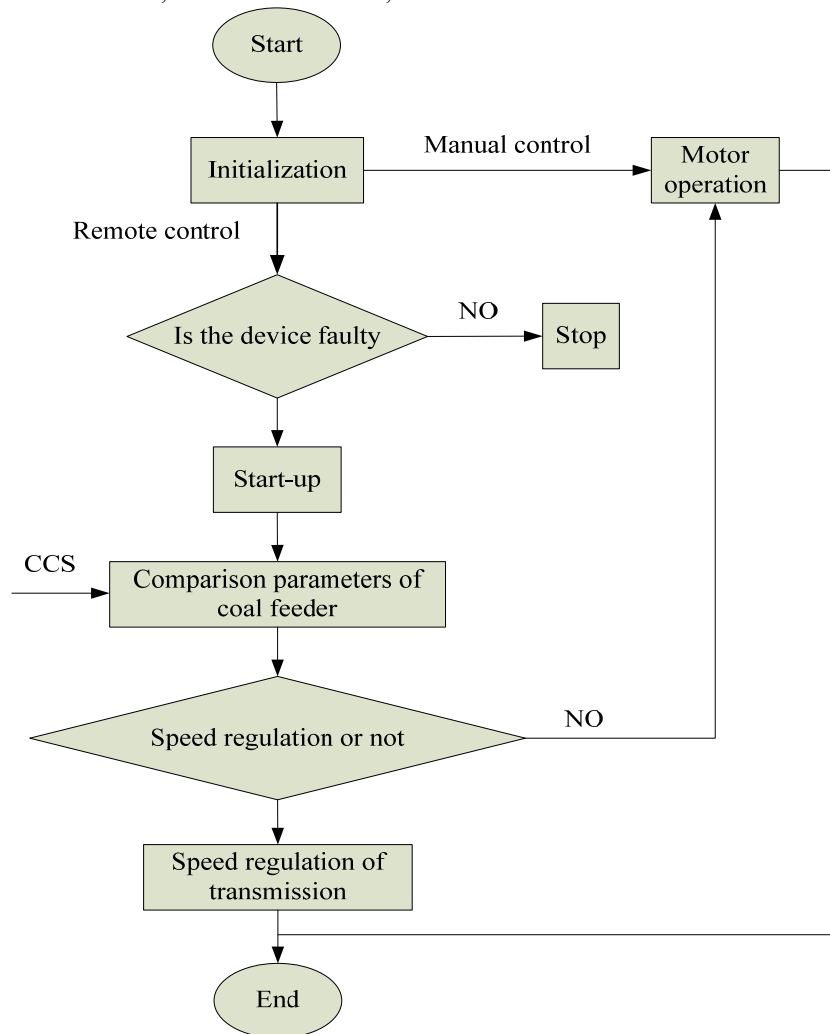 Start
Initialization
Manual control
Motor
operation
Remote control
Is the device faulty
NO
Stop
Start-up
CCS
Comparison parameters of
coal feeder
Speed regulation or not
NO
Speed regulation of
transmission
End